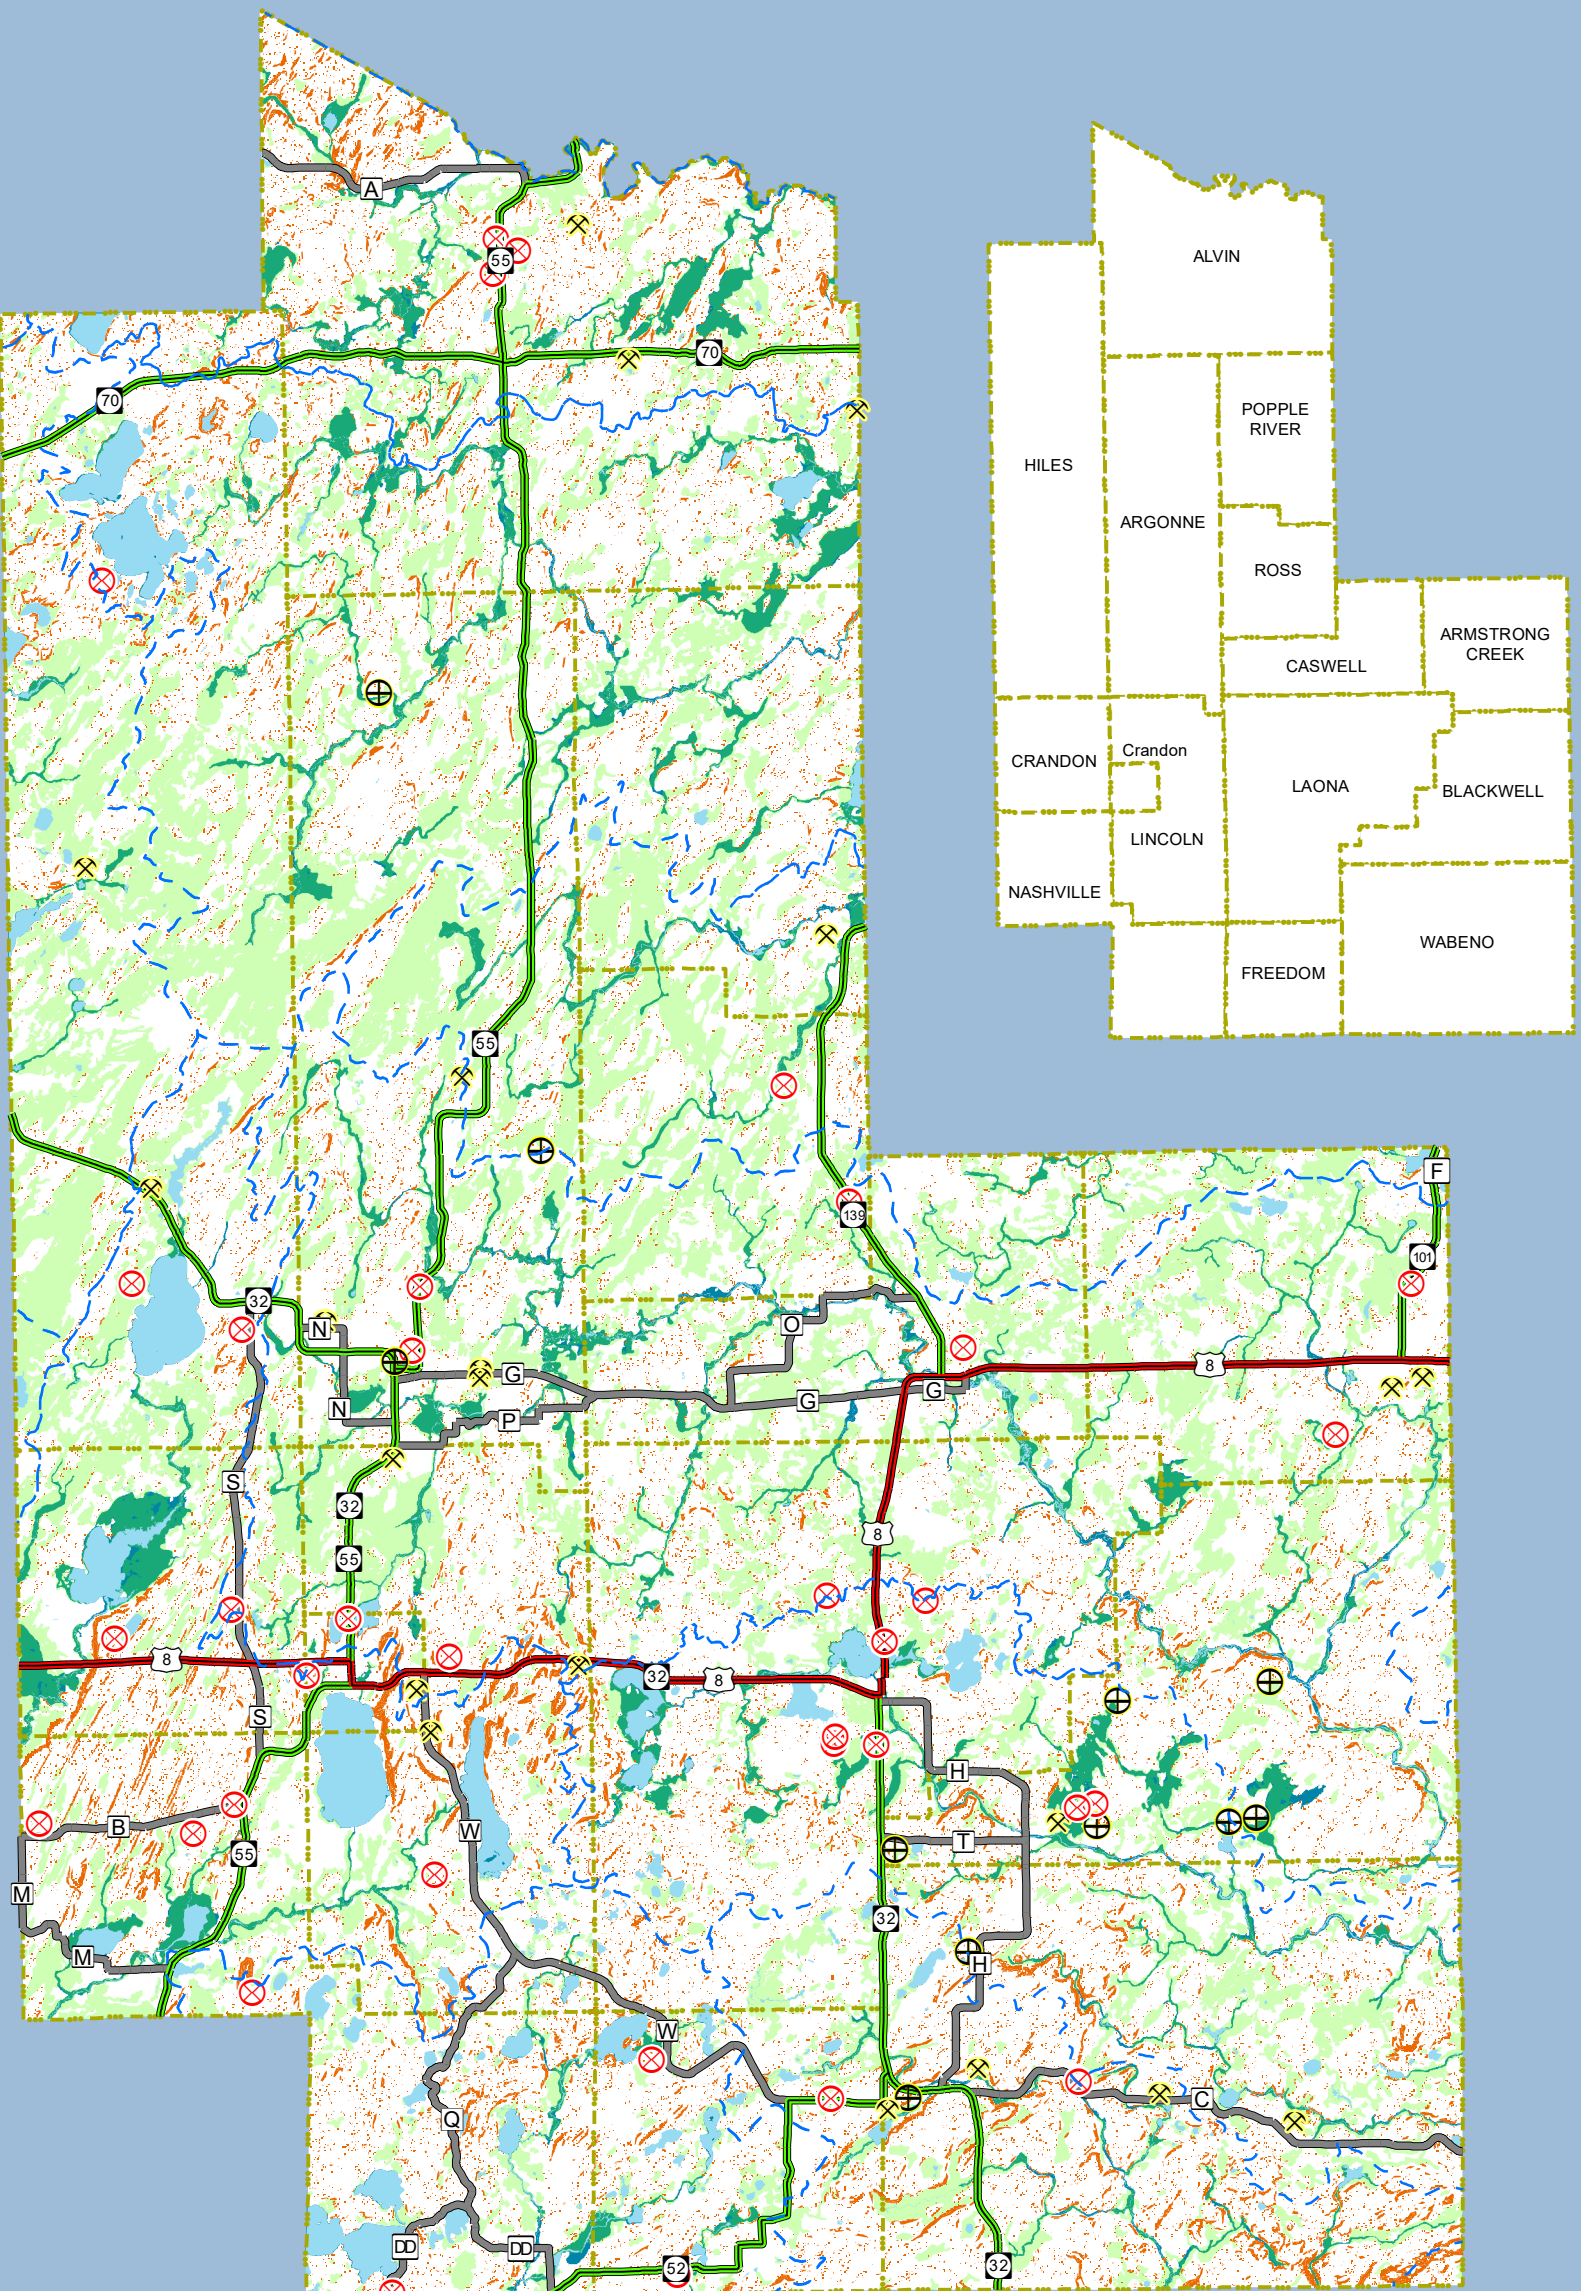 A
55
70
70
ALVIN
POPPLE
RIVER
HILES
ARGONNE
ROSS
ARMSTRONG
CREEK
CASWELL
Crandon
CRANDON
LAONA
BLACKWELL
LINCOLN
NASHVILLE
WABENO
FREEDOM
55
F
139
101
32
N
O
8
G
G
G
N
P
S
32
8
55
8
32
8
S
H
B
W
T
55
M
32
M
H
W
Q
C
DD
DD
52
32